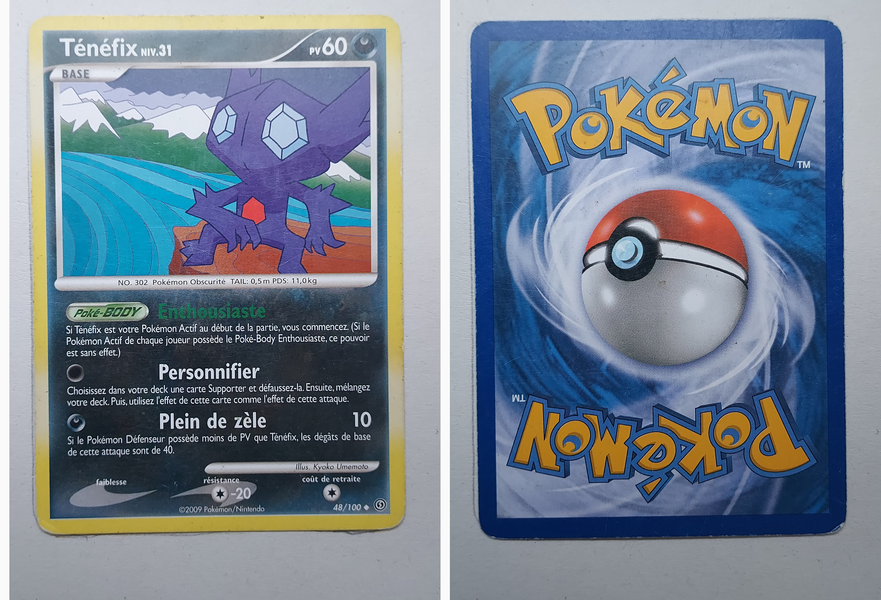 Ténéfix NIV.31
PV 60
BASE
NO. 302 Pokémon Obscurité TAIL: 0,5m PDS: 11,0kg
Poké-BODY Enthousiaste
Si Ténéfix est votre Pokémon Actif au début de la partie, vous commencez. (Si le
Pokémon Actif de chaque joueur possède le Poké-Body Enthousiaste, ce pouvoir
est sans effet.)
Personnifier
Choisissez dans votre deck une carte Supporter et défaussez-la. Ensuite, mélangez
votre deck. Puis, utilisez l'effet de cette carte comme l'effet de cette attaque.
Plein de zèle 10
Si le Pokémon Défenseur possède moins de PV que Ténéfix, les dégâts de base
de cette attaque sont de 40.
Illus. Kyoko Umemoto
faiblesse résistance coût de retraite
-20
©2009 Pokémon/Nintendo 48/100
POKéMON
TM
TM
POKéMON